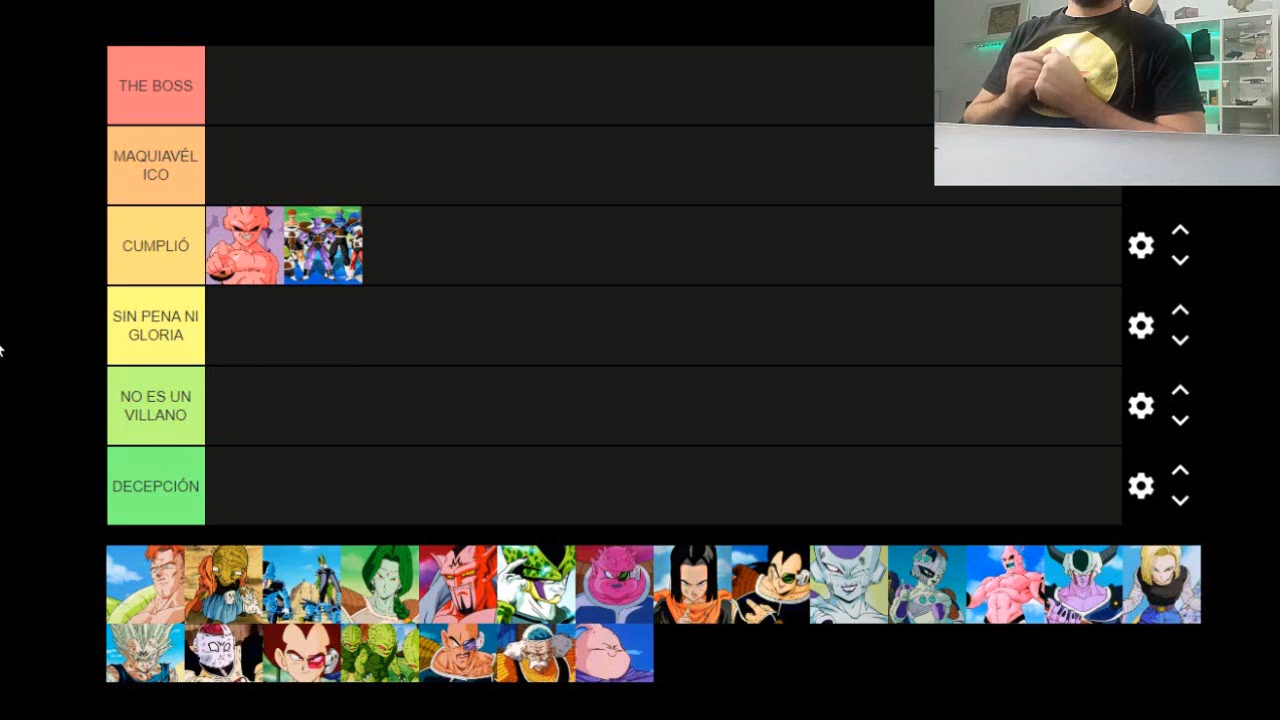 THE BOSS
MAQUIAVÉL
ICO
CUMPLIÓ
SIN PENA NI
GLORIA
NO ES UN
VILLANO
DECEPCIÓN